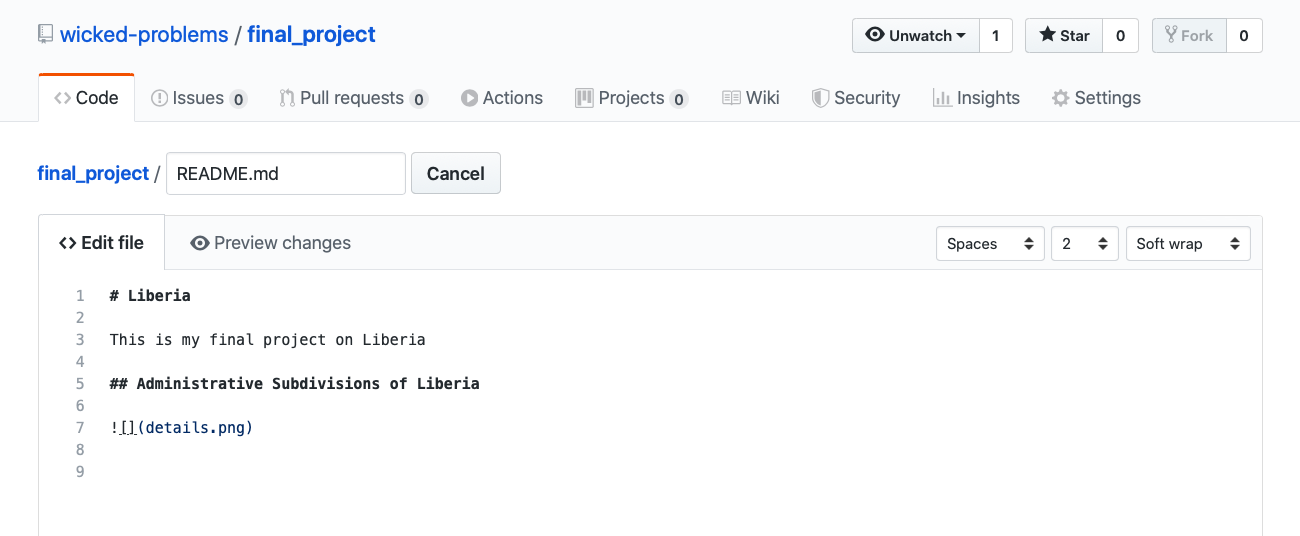 wicked-problems / final_project
Unwatch 1 Star 0 Fork 0
Code Issues 0 Pull requests 0 Actions Projects 0 Wiki Security Insights Settings
final_project / README.md Cancel
<> Edit file Preview changes Spaces 2 Soft wrap
1 # Liberia
2
3 This is my final project on Liberia
4
5 ## Administrative Subdivisions of Liberia
6
7 ![](details.png)
8
9